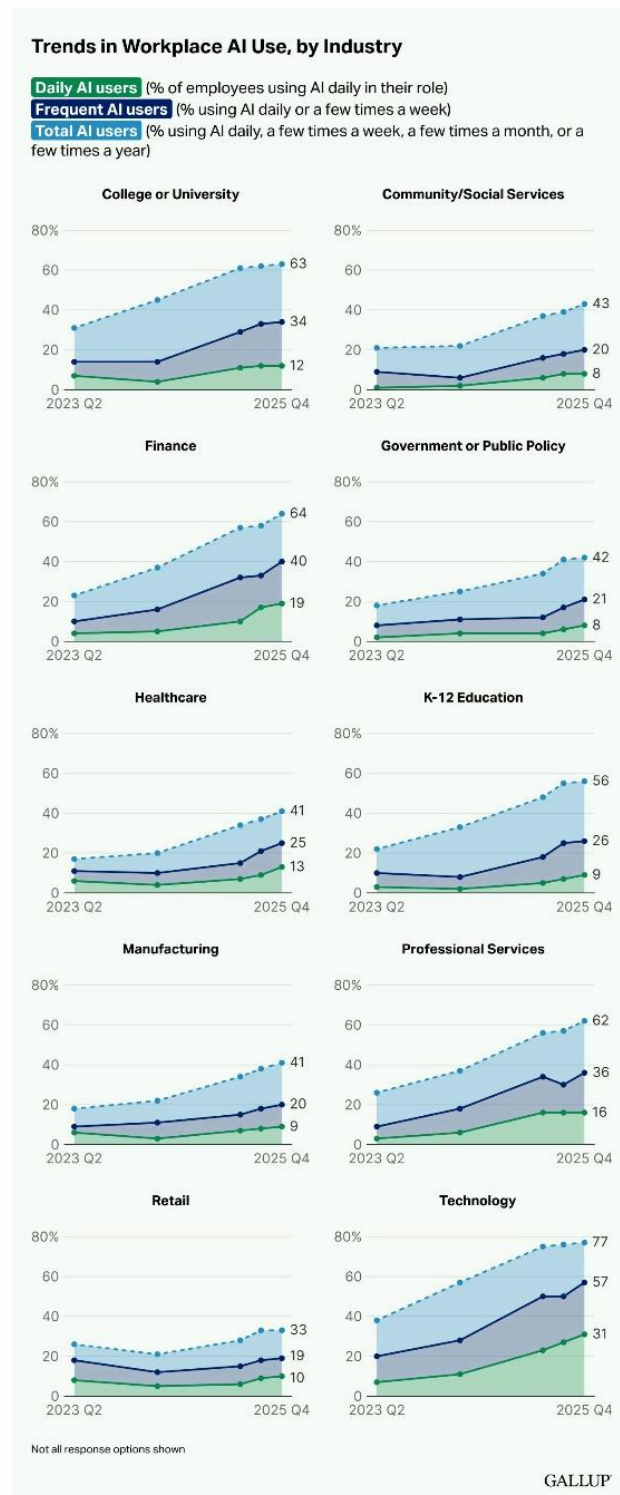 Trends in Workplace AI Use, by Industry
Daily AI users (% of employees using AI daily in their role)
Frequent AI users (% using AI daily or a few times a week)
Total AI users (% using AI daily, a few times a week, a few times a month, or a
few times a year)
College or University
80%
60
40
20
0
63
34
12
2023 Q2
2025 Q4
Community/Social Services
80%
60
40
20
0
43
20
8
2023 Q2
2025 Q4
Finance
80%
60
40
20
0
64
40
19
2023 Q2
2025 Q4
Government or Public Policy
80%
60
40
20
0
42
21
8
2023 Q2
2025 Q4
Healthcare
80%
60
40
20
0
41
25
13
2023 Q2
2025 Q4
K-12 Education
80%
60
40
20
0
56
26
9
2023 Q2
2025 Q4
Manufacturing
80%
60
40
20
0
41
20
9
2023 Q2
2025 Q4
Professional Services
80%
60
40
20
0
62
36
16
2023 Q2
2025 Q4
Retail
80%
60
40
20
0
33
19
10
2023 Q2
2025 Q4
Technology
80%
60
40
20
0
77
57
31
2023 Q2
2025 Q4
Not all response options shown
GALLUP